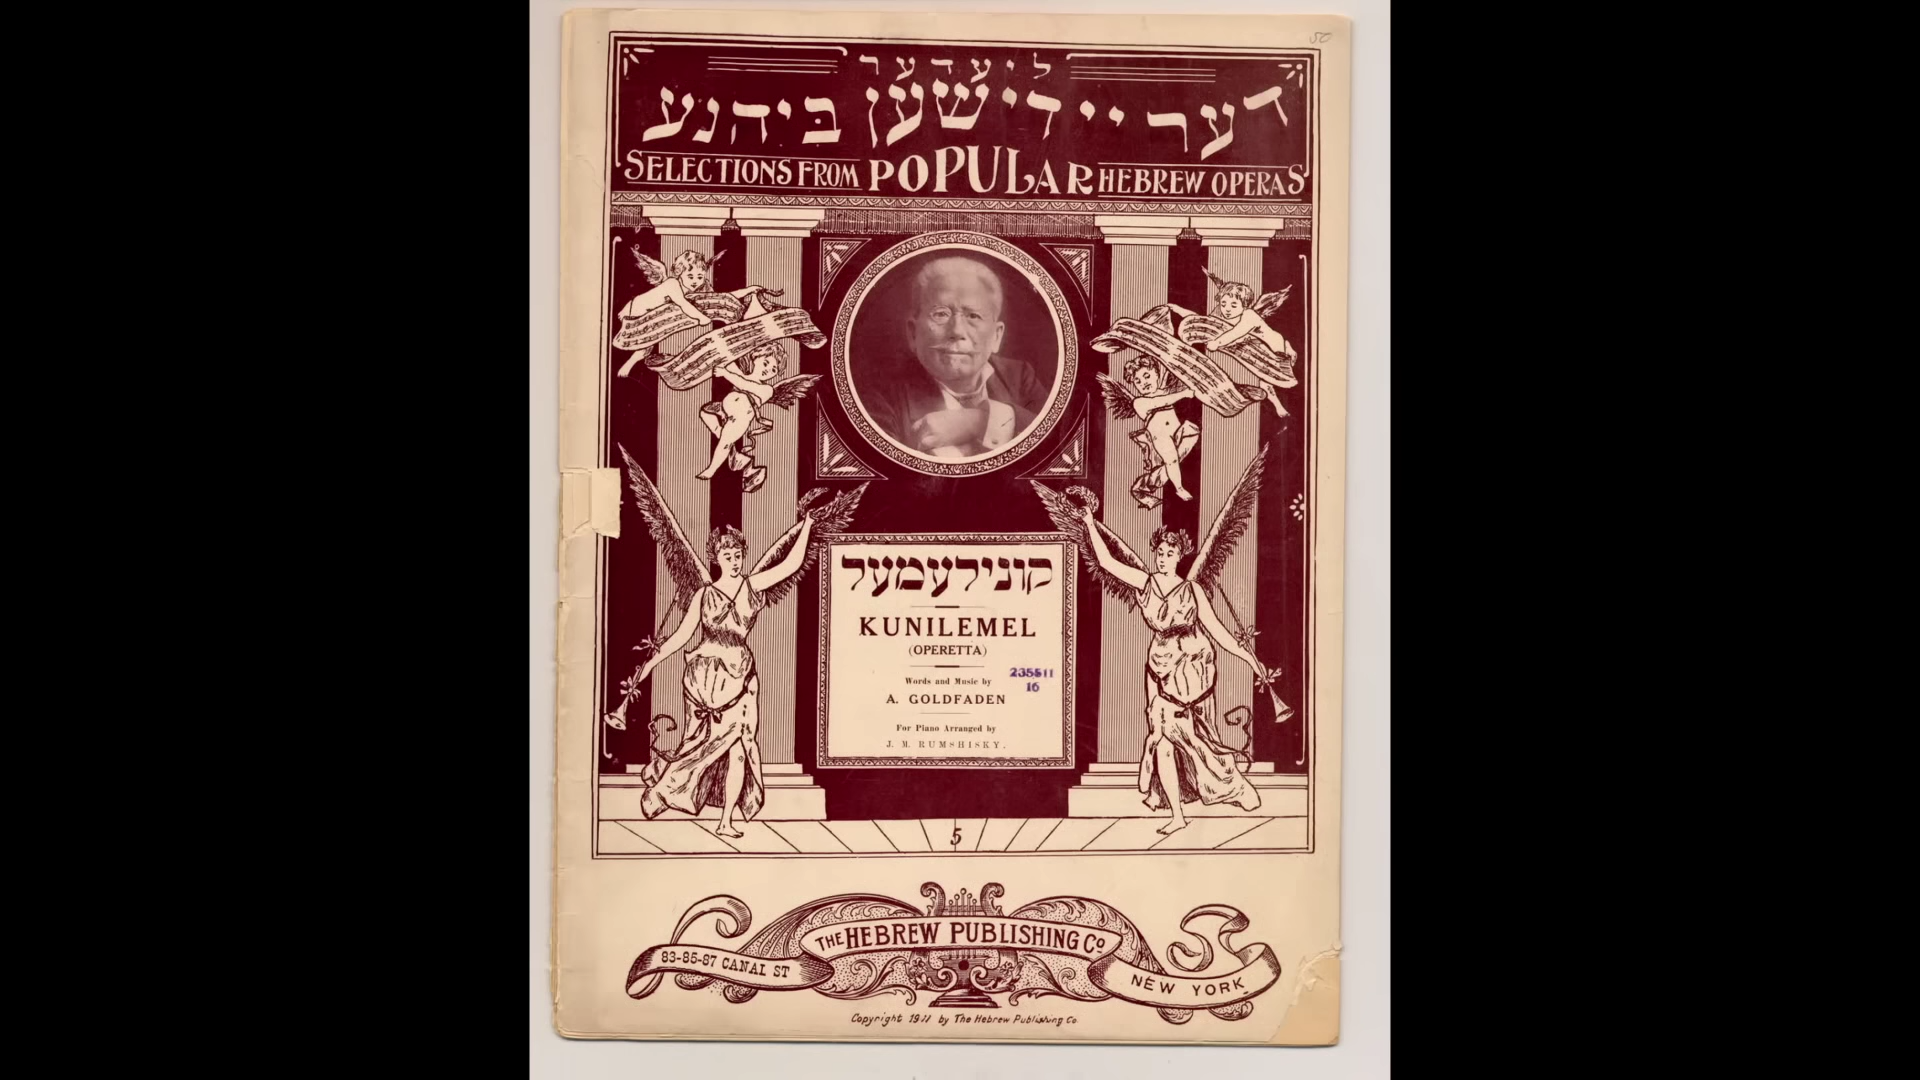 50
ליעדער
דער יידישען ביהנע
SELECTIONS FROM POPULAR HEBREW OPERAS
קונילעמעל
KUNILEMEL
(OPERETTA)
Words and Music by
A. GOLDFADEN
For Piano Arranged by
J. M. RUMSHISKY.
235511
16
5
THE HEBREW PUBLISHING Co
83-85-87 CANAL ST
NEW YORK.
Copyright 1911 by The Hebrew Publishing Co.